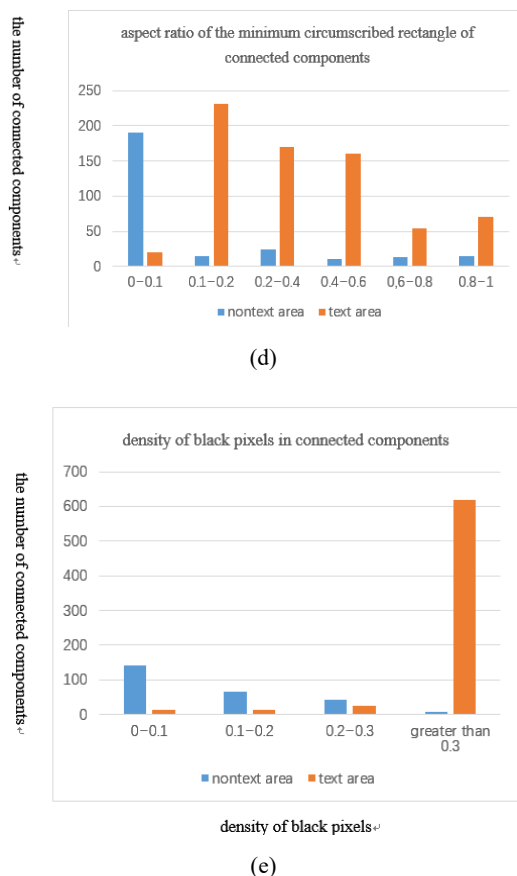 the number of connected components↵
aspect ratio of the minimum circumscribed rectangle of
connected components
250
200
150
100
50
0
0−0.1 0.1−0.2 0.2−0.4 0.4−0.6 0,6−0.8 0.8−1
nontext area text area
(d)
the number of connected components↵
density of black pixels in connected components
700
600
500
400
300
200
100
0
0−0.1 0.1−0.2 0.2−0.3 greater than
0.3
nontext area text area
density of black pixels↵
(e)